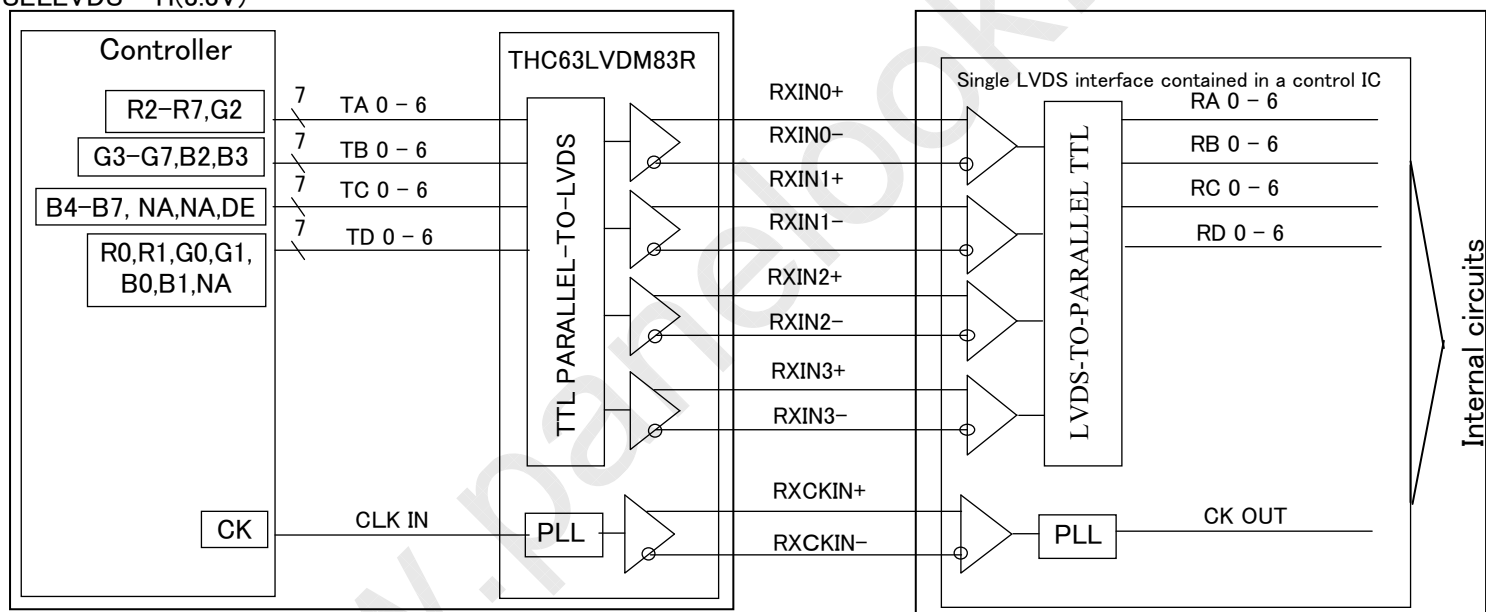 Controller
THC63LVDM83R
R2-R7,G2
7
TA 0 - 6
G3-G7,B2,B3
7
TB 0 - 6
B4-B7, NA,NA,DE
7
TC 0 - 6
R0,R1,G0,G1,
B0,B1,NA
7
TD 0 - 6
CK
CLK IN
TTL PARALLEL-TO-LVDS
PLL
RXIN0+
RXIN0-
RXIN1+
RXIN1-
RXIN2+
RXIN2-
RXIN3+
RXIN3-
RXCKIN+
RXCKIN-
Single LVDS interface contained in a control IC
LVDS-TO-PARALLEL TTL
RA 0 - 6
RB 0 - 6
RC 0 - 6
RD 0 - 6
PLL
CK OUT
Internal circuits
.panelook.